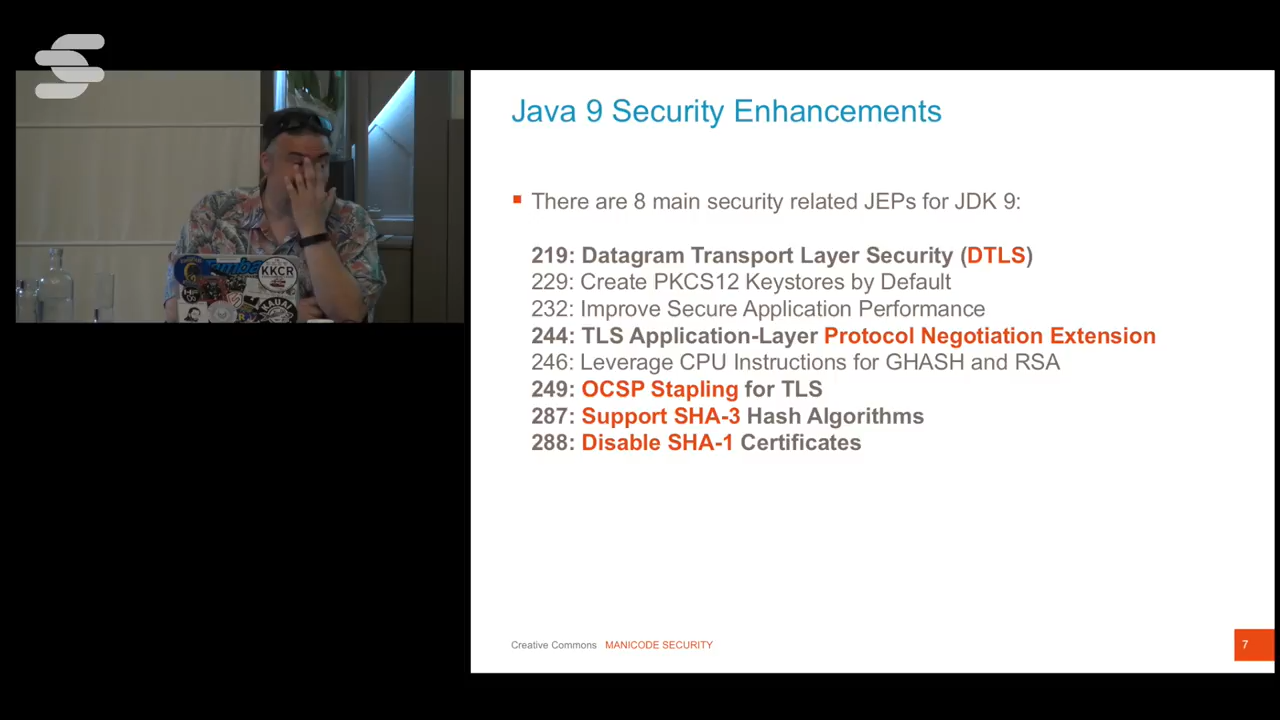 Java 9 Security Enhancements
There are 8 main security related JEPs for JDK 9:
219: Datagram Transport Layer Security (DTLS)
229: Create PKCS12 Keystores by Default
232: Improve Secure Application Performance
244: TLS Application-Layer Protocol Negotiation Extension
246: Leverage CPU Instructions for GHASH and RSA
249: OCSP Stapling for TLS
287: Support SHA-3 Hash Algorithms
288: Disable SHA-1 Certificates
Creative Commons MANICODE SECURITY
7
KKCR
KAUAI